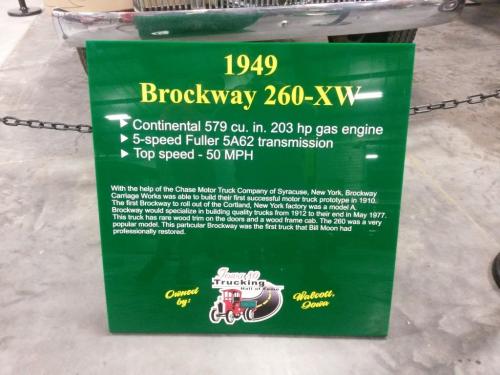 1949
Brockway 260-XW
Continental 579 cu. in. 203 hp gas engine
5-speed Fuller 5A62 transmission
Top speed - 50 MPH
With the help of the Chase Motor Truck Company of Syracuse, New York, Brockway
Carriage Works was able to build their first successful motor truck prototype in 1910.
The first Brockway to roll out of the Cortland, New York factory was a model A.
Brockway would specialize in building quality trucks from 1912 to their end in May 1977.
This truck has rare wood trim on the doors and a wood frame cab. The 260 was a very
popular model. This particular Brockway was the first truck that Bill Moon had
professionally restored.
Owned
by:
Iowa 80
Trucking
Hall of Fame
Walcott,
Iowa